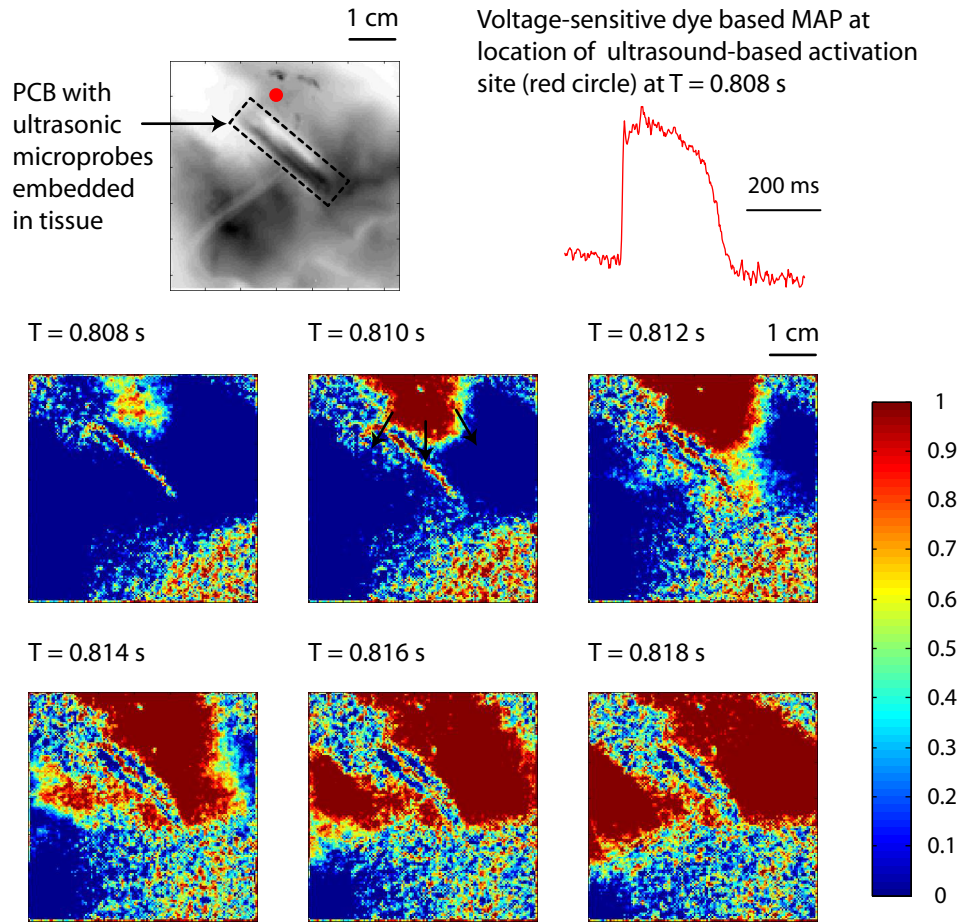 1 cm
Voltage-sensitive dye based MAP at
location of ultrasound-based activation
site (red circle) at T = 0.808 s
PCB with
ultrasonic
microprobes
embedded
in tissue
200 ms
T = 0.808 s
T = 0.810 s
T = 0.812 s
1 cm
1
0.9
0.8
0.7
0.6
0.5
0.4
0.3
0.2
0.1
0
T = 0.814 s
T = 0.816 s
T = 0.818 s